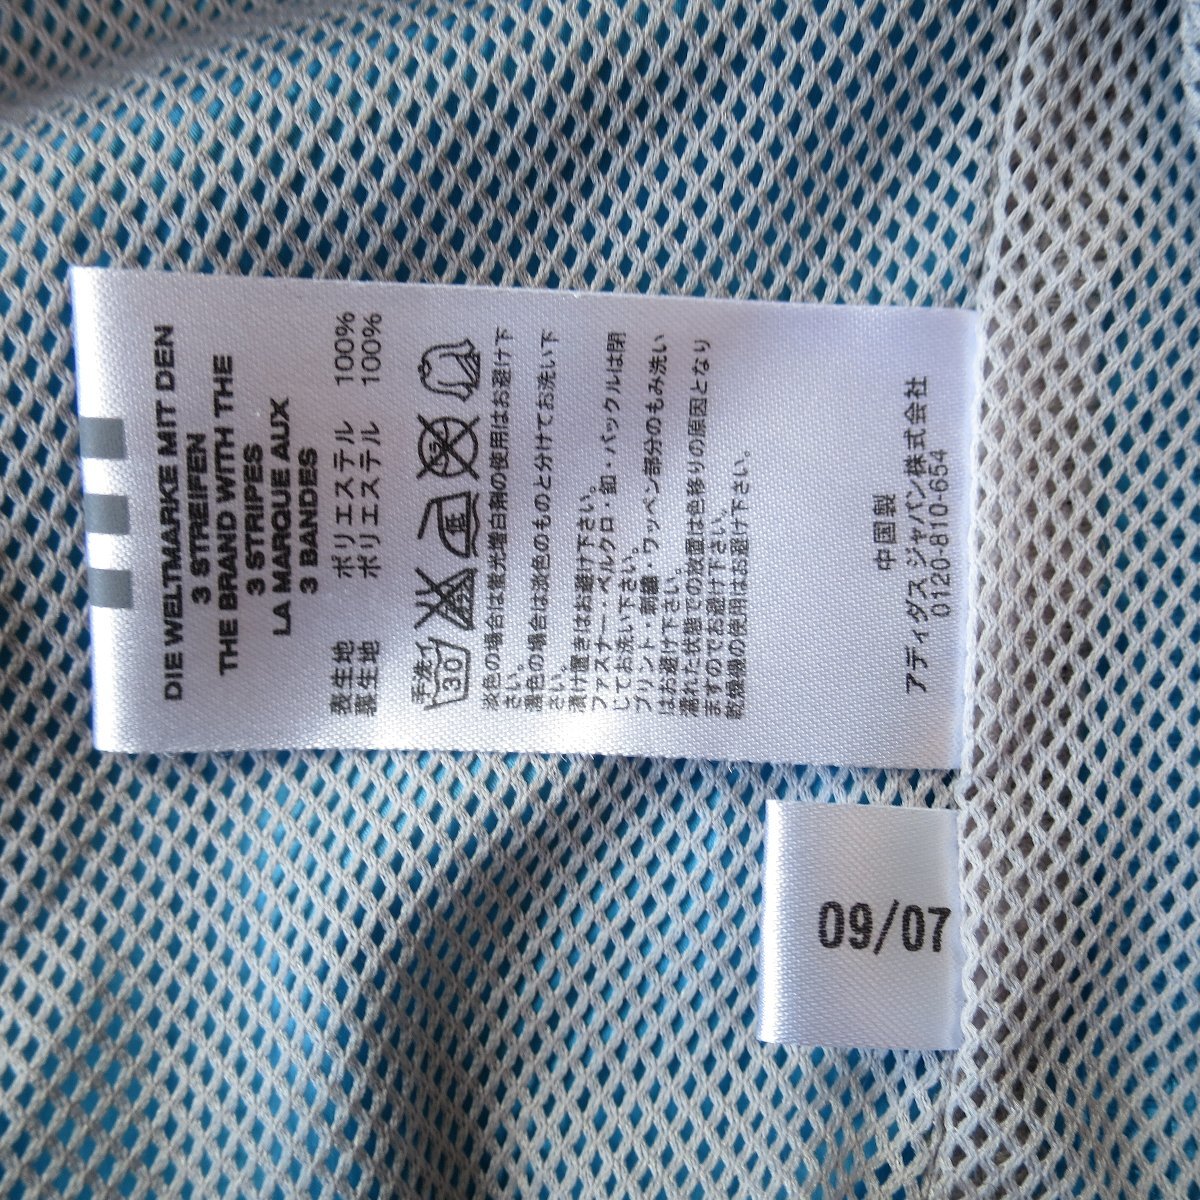 DIE WELTMARKE MIT DEN
3 STREIFEN
THE BRAND WITH THE
3 STRIPES
LA MARQUE AUX
3 BANDES
表生地 ポリエステル 100%
裏生地 ポリエステル 100%
手洗イ
30
低
ドライ
淡色の場合は蛍光増白剤の使用はお避け下
さい。
濃色の場合は淡色のものと分けてお洗い下
さい。
漬け置きはお避け下さい。
ファスナー・ベルクロ・釦・バックルは閉
じてお洗い下さい。
プリント・刺繍・ワッペン部分のもみ洗い
はお避け下さい。
濡れた状態での放置は色移りの原因となり
ますのでお避け下さい。
乾燥機の使用はお避け下さい。
中国製
アディダス ジャパン株式会社
0120-810-654
09/07